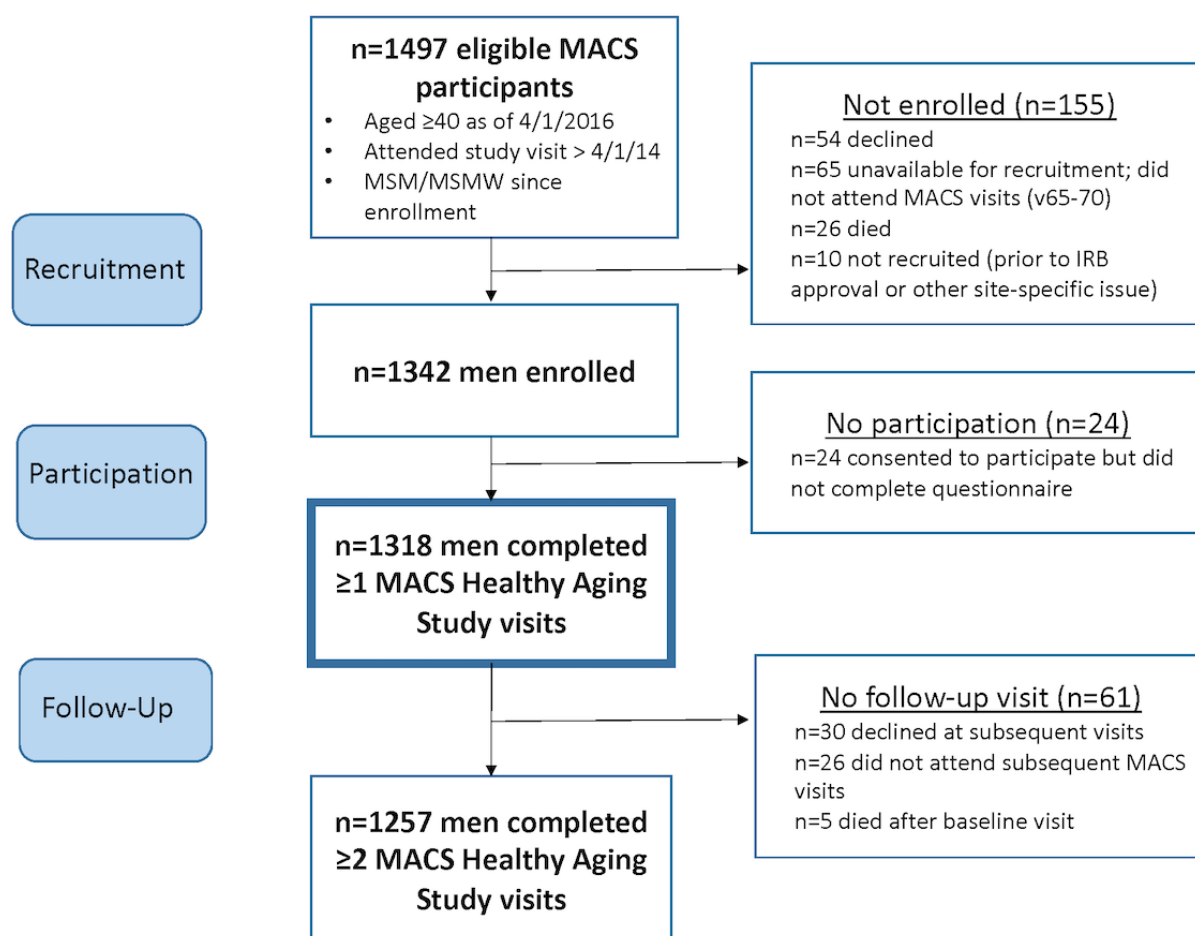 n=1497 eligible MACS
participants
• Aged ≥40 as of 4/1/2016
• Attended study visit > 4/1/14
• MSM/MSMW since
enrollment
Not enrolled (n=155)
n=54 declined
n=65 unavailable for recruitment; did
not attend MACS visits (v65-70)
n=26 died
n=10 not recruited (prior to IRB
approval or other site-specific issue)
Recruitment
n=1342 men enrolled
No participation (n=24)
n=24 consented to participate but did
not complete questionnaire
Participation
n=1318 men completed
≥1 MACS Healthy Aging
Study visits
Follow-Up
No follow-up visit (n=61)
n=30 declined at subsequent visits
n=26 did not attend subsequent MACS
visits
n=5 died after baseline visit
n=1257 men completed
≥2 MACS Healthy Aging
Study visits